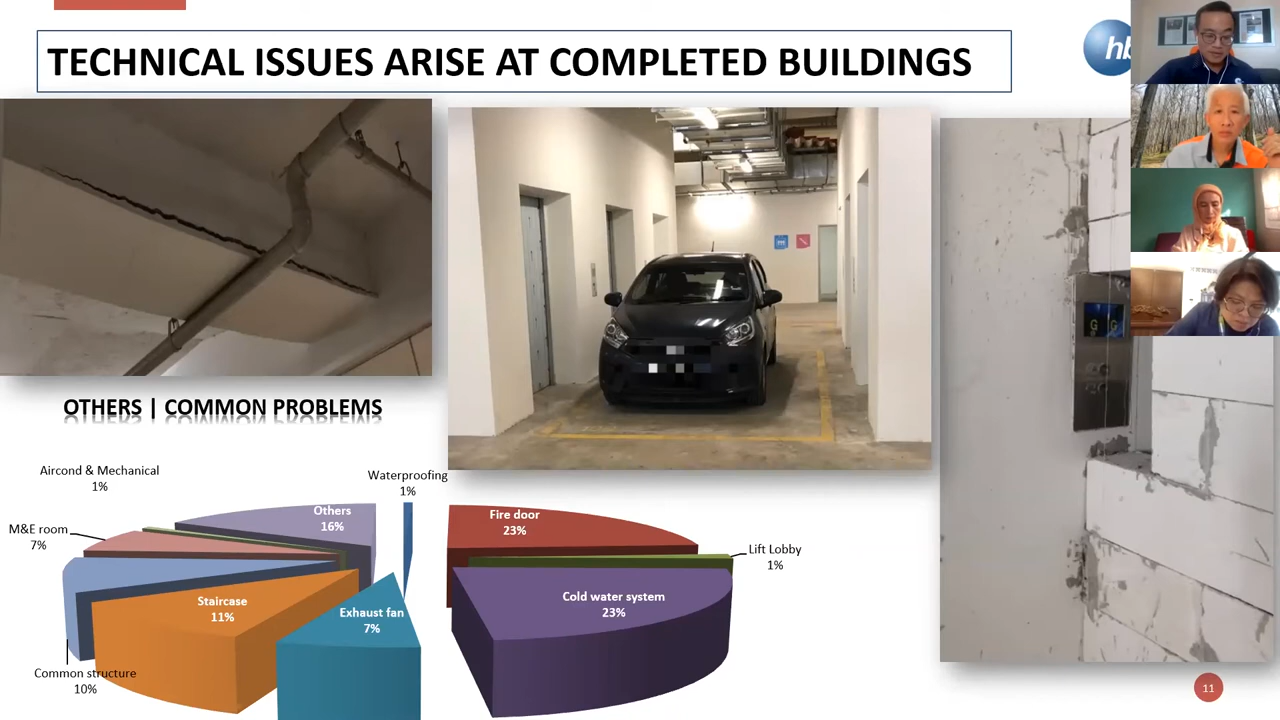 TECHNICAL ISSUES ARISE AT COMPLETED BUILDINGS
hb
G G
OTHERS | COMMON PROBLEMS
Aircond & Mechanical
1%
Waterproofing
1%
M&E room
7%
Others
16%
Fire door
23%
Lift Lobby
1%
Staircase
11%
Exhaust fan
7%
Cold water system
23%
Common structure
10%
11